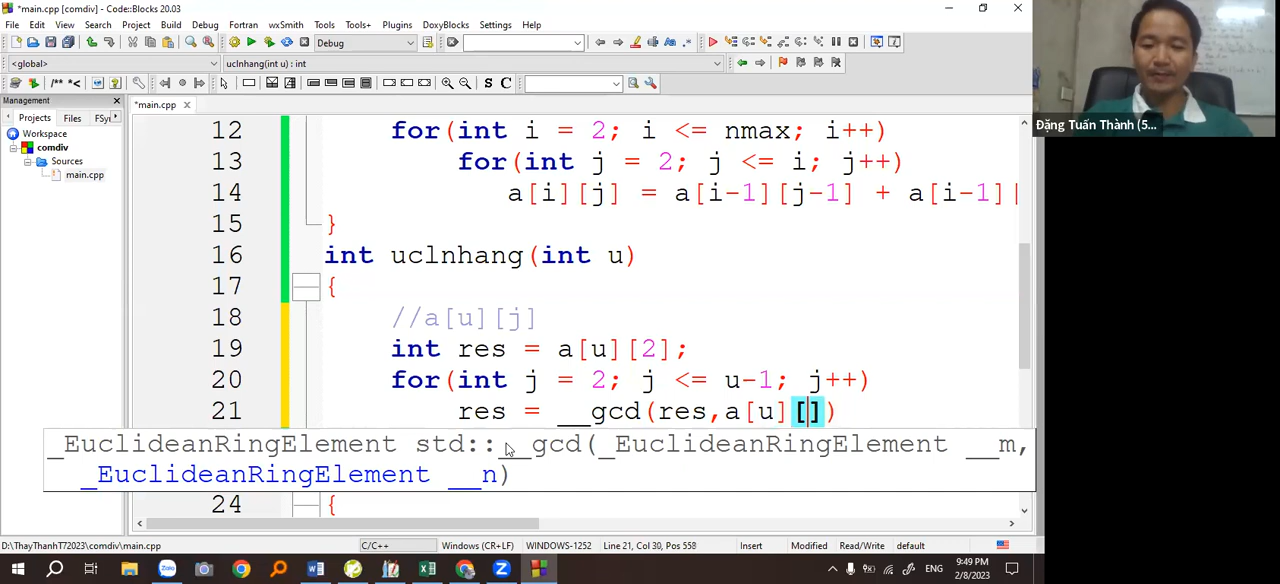 *main.cpp [comdiv] - Code::Blocks 20.03
File Edit View Search Project Build Debug Fortran wxSmith Tools Tools+ Plugins DoxyBlocks Settings Help
Debug
<global>
uclnhang(int u) : int
/** *<
S C
Management
*main.cpp
Projects Files FSy
Workspace
comdiv
Sources
main.cpp
12 for(int i = 2; i <= nmax; i++)
13 for(int j = 2; j <= i; j++)
14 a[i][j] = a[i-1][j-1] + a[i-1][
15 }
16 int uclnhang(int u)
17 {
18 //a[u][j]
19 int res = a[u][2];
20 for(int j = 2; j <= u-1; j++)
21 res = __gcd(res,a[u][])
_EuclideanRingElement std::__gcd(_EuclideanRingElement __m,
_EuclideanRingElement __n)
24 {
D:\ThayThanhT72023\comdiv\main.cpp C/C++ Windows (CR+LF) WINDOWS-1252 Line 21, Col 30, Pos 558 Insert Modified Read/Write default
Zalo
ENG
9:49 PM
2/8/2023
Đặng Tuấn Thành (5...